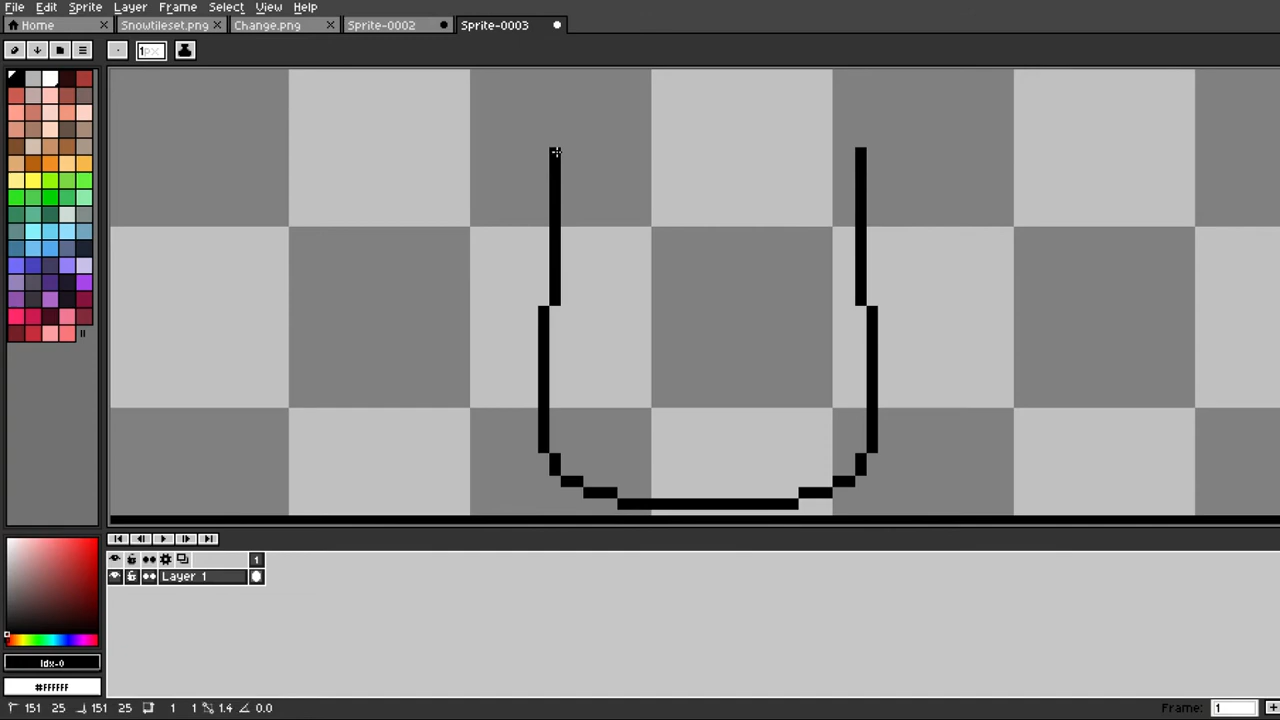 File Edit Sprite Layer Frame Select View Help
Home Snowtileset.png Change.png Sprite-0002 Sprite-0003
1px
1
Layer 1
Idx-0
#ffffff
151 25 151 25 1 1 1.4 0.0 Frame: 1